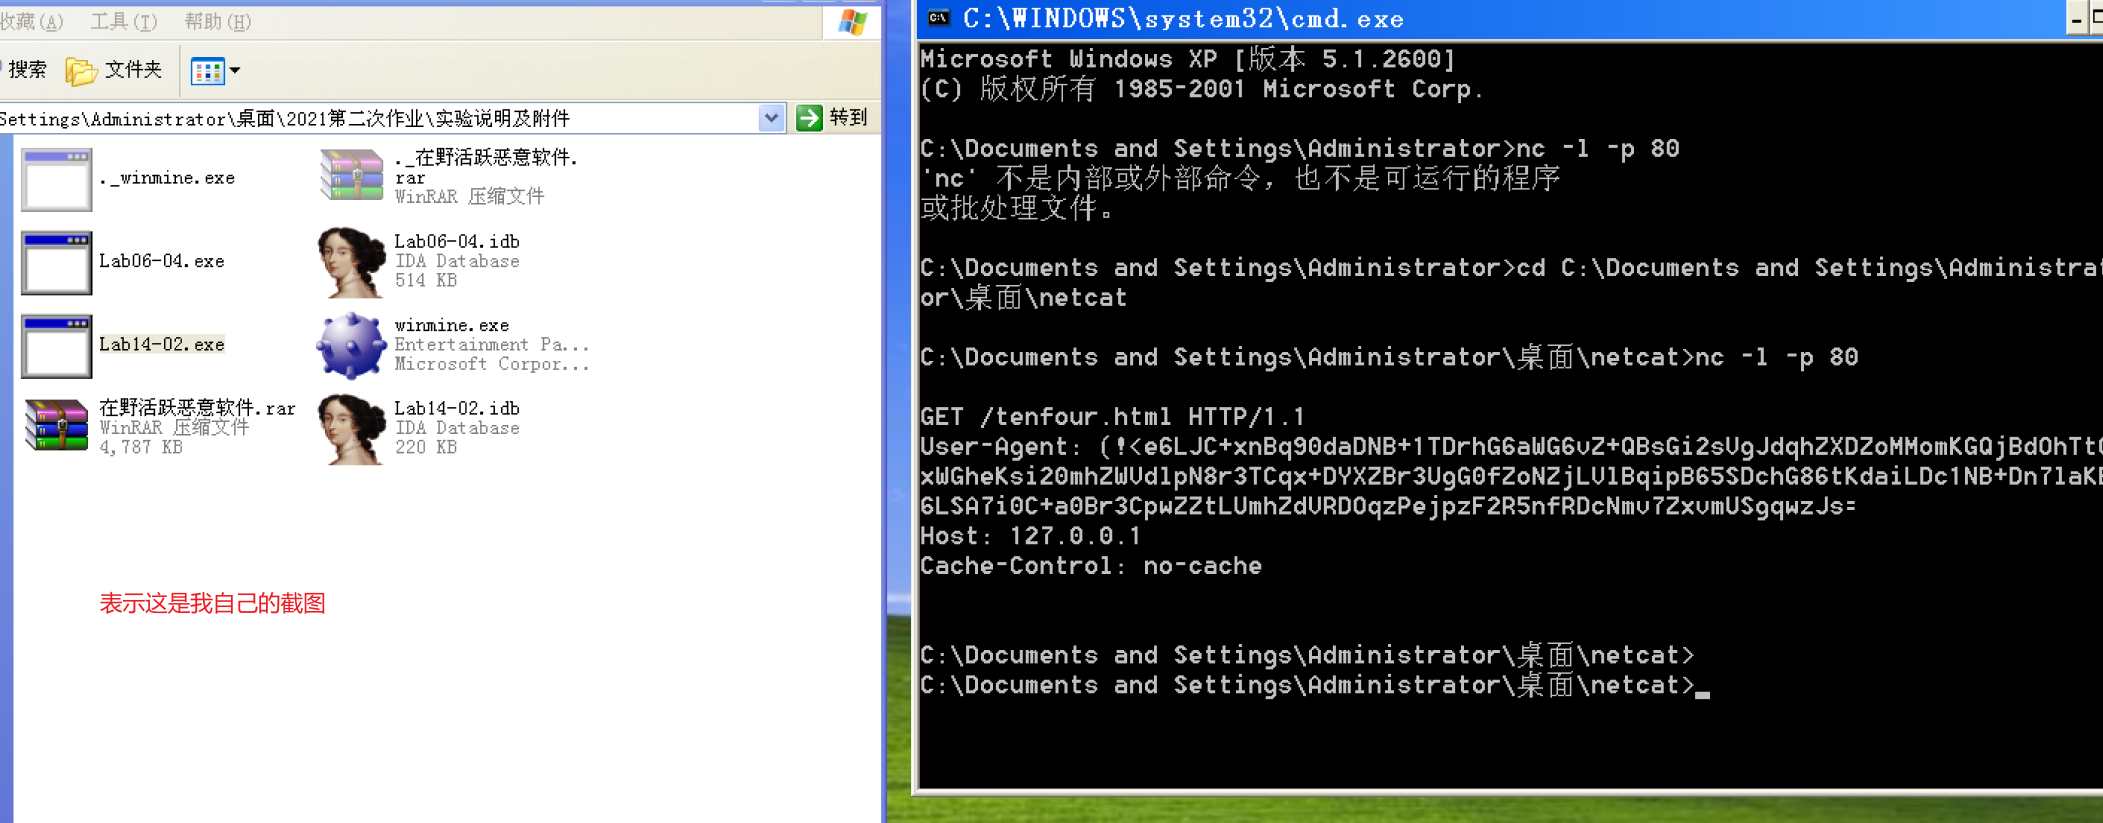 收藏(A) 工具(T) 帮助(H)
搜索 文件夹
Settings\Administrator\桌面\2021第二次作业\实验说明及附件 转到
._winmine.exe
._在野活跃恶意软件.
rar
WinRAR 压缩文件
Lab06-04.exe
Lab06-04.idb
IDA Database
514 KB
Lab14-02.exe
winmine.exe
Entertainment Pa...
Microsoft Corpor...
在野活跃恶意软件.rar
WinRAR 压缩文件
4,787 KB
Lab14-02.idb
IDA Database
220 KB
表示这是我自己的截图
C:\WINDOWS\system32\cmd.exe
Microsoft Windows XP [版本 5.1.2600]
(C) 版权所有 1985-2001 Microsoft Corp.
C:\Documents and Settings\Administrator>nc -l -p 80
'nc' 不是内部或外部命令，也不是可运行的程序
或批处理文件。
C:\Documents and Settings\Administrator>cd C:\Documents and Settings\Administrat
or\桌面\netcat
C:\Documents and Settings\Administrator\桌面\netcat>nc -l -p 80
GET /tenfour.html HTTP/1.1
User-Agent: (!<e6LJC+xnBq90daDNB+1TDrhG6aWG6vZ+QBsGi2sVgJdqhZXDZoMMomKGQjBdOhTt
xWGheKsi20mhZWVdlpN8r3TCqx+DYXZBr3UgG0fZoNZjLVlBqipB65SDchG86tKdaiLDc1NB+Dn7laK
6LSA7i0C+a0Br3CpwZZtLUmhZdVRDOqzPejpzF2R5nfRDcNmv7ZxvmUSgqwzJs=
Host: 127.0.0.1
Cache-Control: no-cache
C:\Documents and Settings\Administrator\桌面\netcat>
C:\Documents and Settings\Administrator\桌面\netcat>_